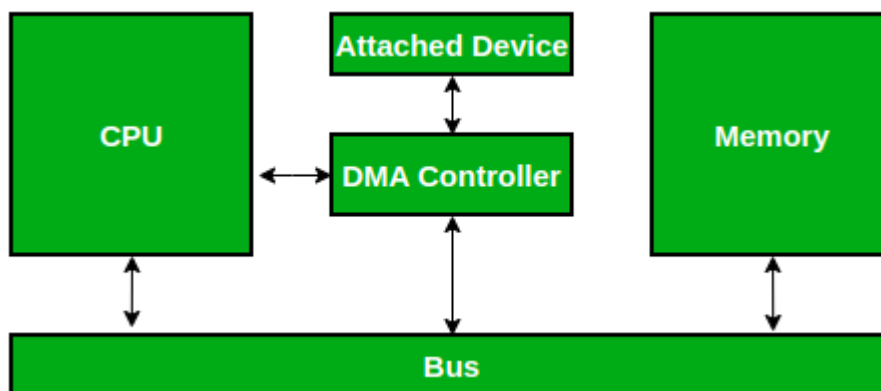 Attached Device
CPU
Memory
DMA Controller
Bus